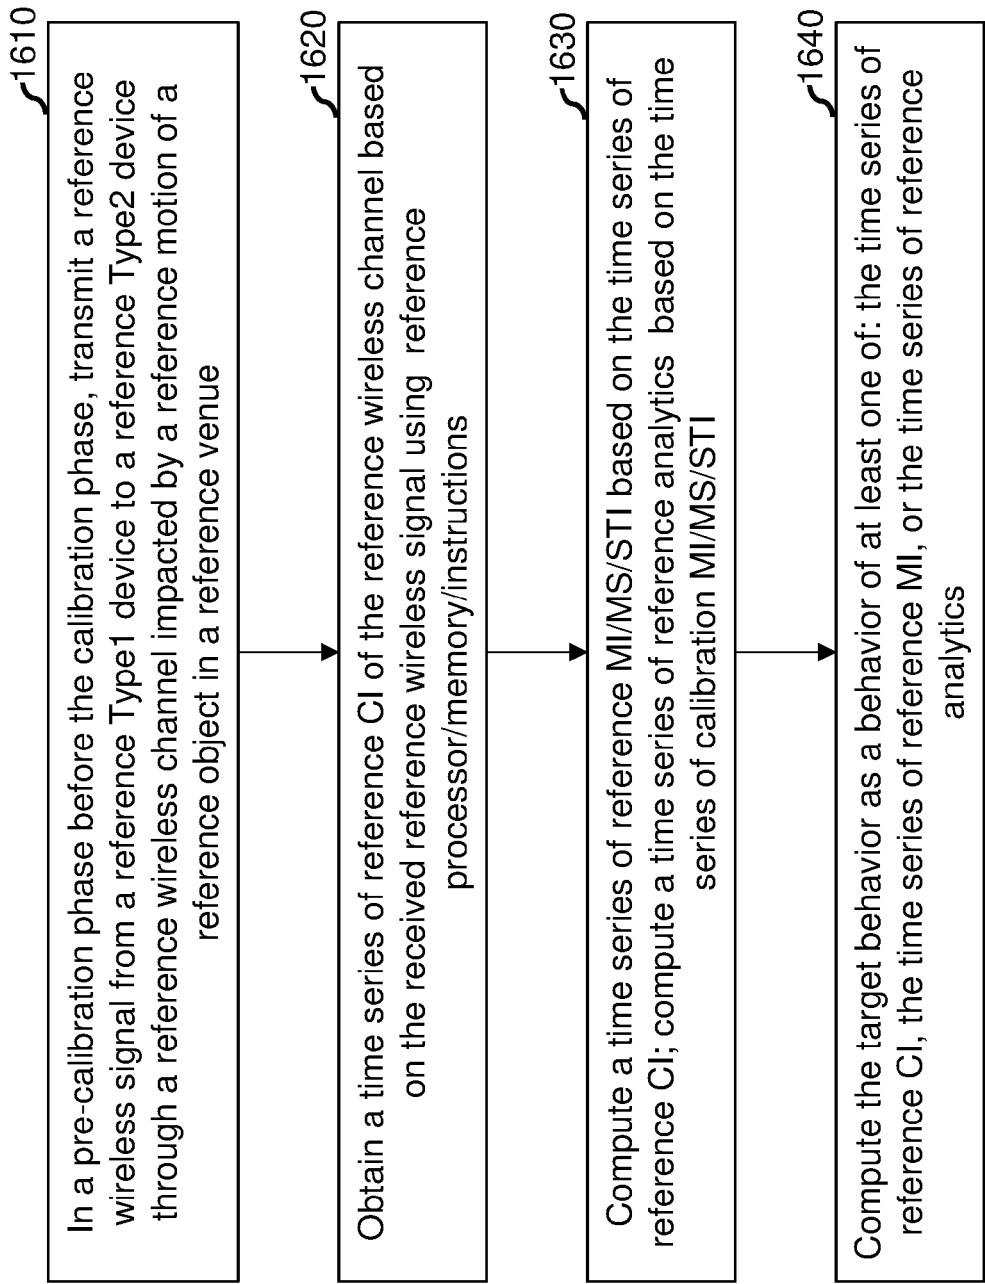 1610
In a pre-calibration phase before the calibration phase, transmit a reference
wireless signal from a reference Type1 device to a reference Type2 device
through a reference wireless channel impacted by a reference motion of a
reference object in a reference venue
1620
Obtain a time series of reference CI of the reference wireless channel based
on the received reference wireless signal using reference
processor/memory/instructions
1630
Compute a time series of reference MI/MS/STI based on the time series of
reference CI; compute a time series of reference analytics based on the time
series of calibration MI/MS/STI
1640
Compute the target behavior as a behavior of at least one of: the time series of
reference CI, the time series of reference MI, or the time series of reference
analytics